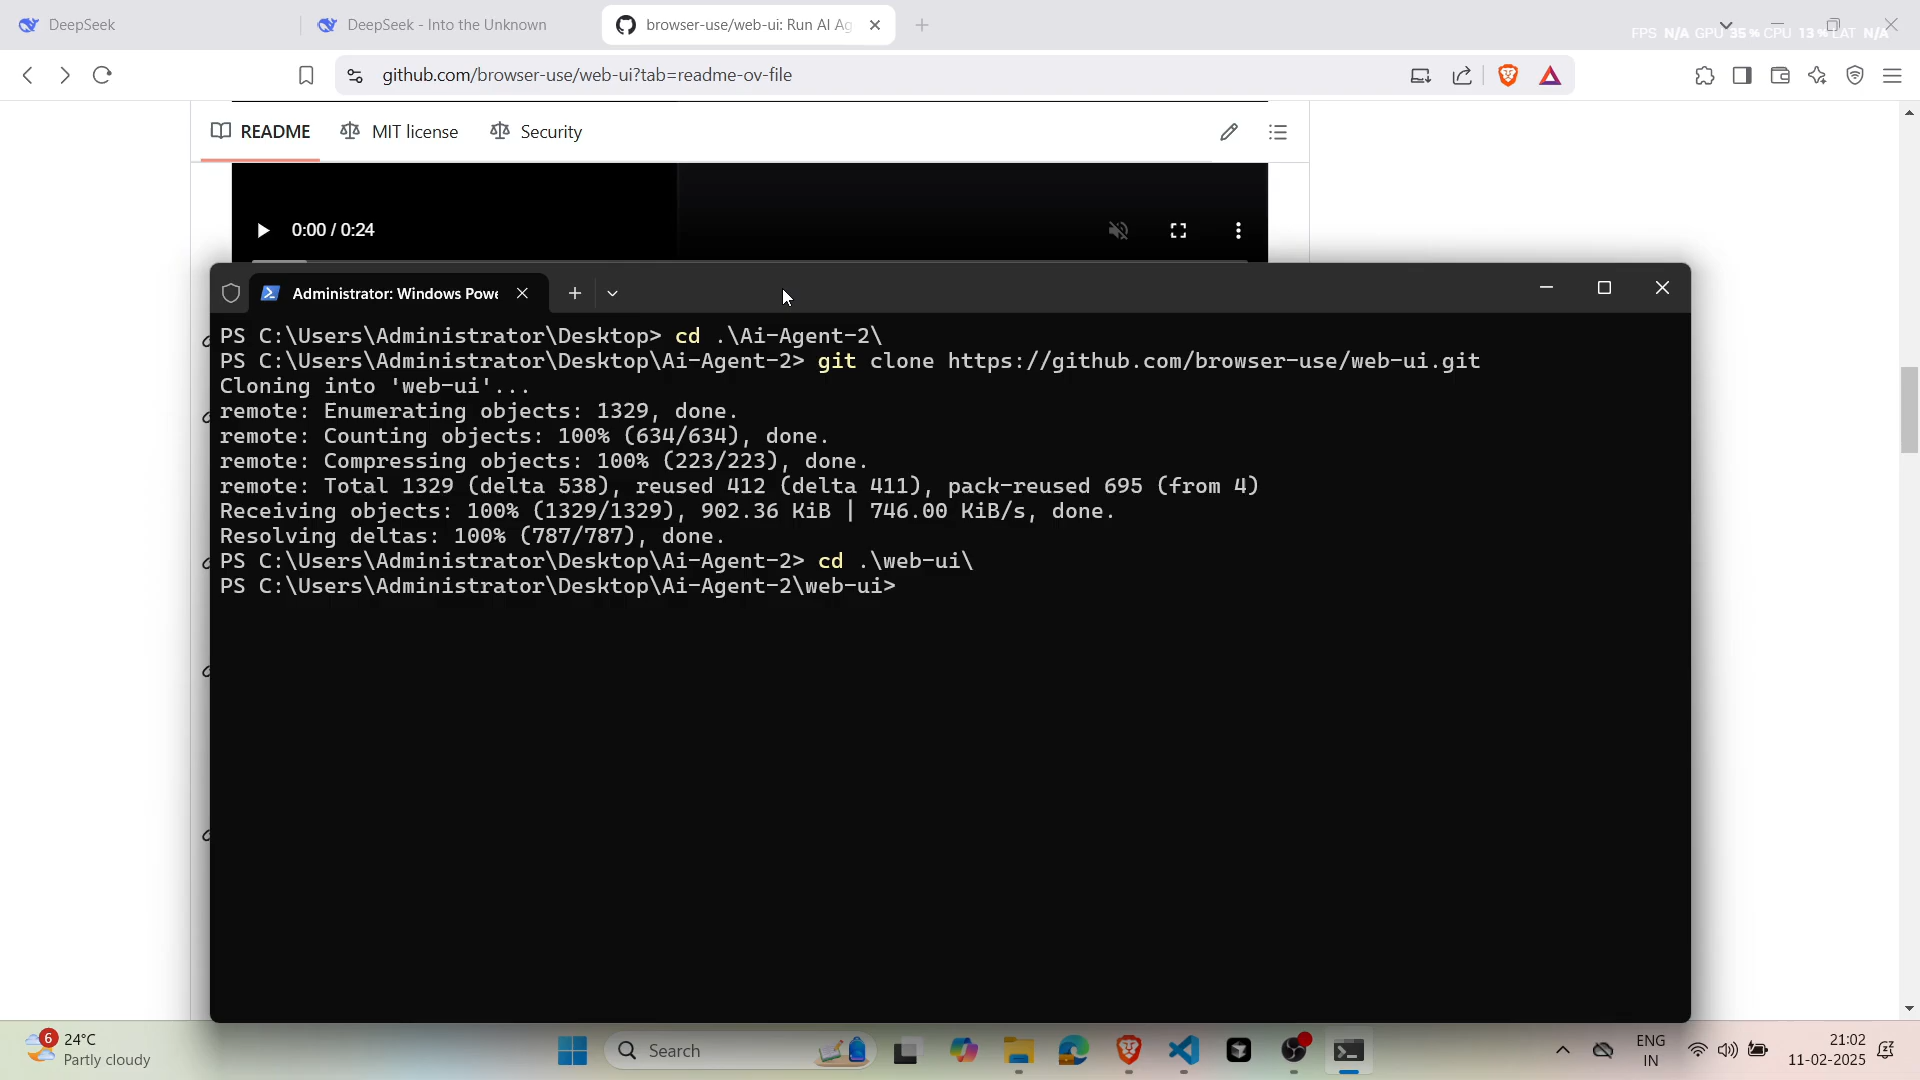 DeepSeek
DeepSeek - Into the Unknown
browser-use/web-ui: Run AI Ag
FPS N/A GPU 35 % CPU 13 % LAT N/A
github.com/browser-use/web-ui?tab=readme-ov-file
README
MIT license
Security
0:00 / 0:24
Administrator: Windows Powe
PS C:\Users\Administrator\Desktop> cd .\Ai-Agent-2\
PS C:\Users\Administrator\Desktop\Ai-Agent-2> git clone https://github.com/browser-use/web-ui.git
Cloning into 'web-ui'...
remote: Enumerating objects: 1329, done.
remote: Counting objects: 100% (634/634), done.
remote: Compressing objects: 100% (223/223), done.
remote: Total 1329 (delta 538), reused 412 (delta 411), pack-reused 695 (from 4)
Receiving objects: 100% (1329/1329), 902.36 KiB | 746.00 KiB/s, done.
Resolving deltas: 100% (787/787), done.
PS C:\Users\Administrator\Desktop\Ai-Agent-2> cd .\web-ui\
PS C:\Users\Administrator\Desktop\Ai-Agent-2\web-ui>
6
24°C
Partly cloudy
Search
ENG
IN
21:02
11-02-2025